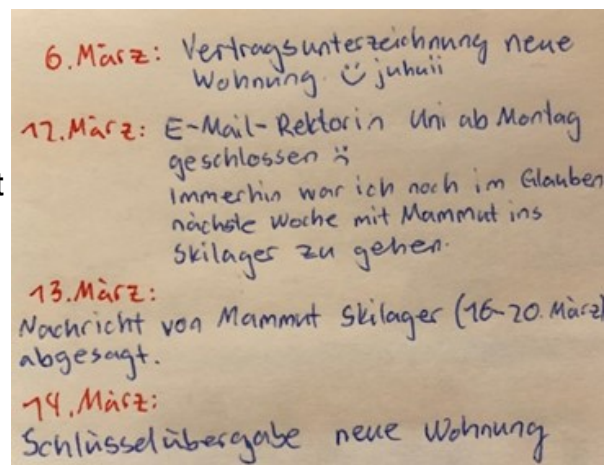 6. März: Vertragsunterzeichnung neue
Wohnung. ü juhuii
12. März: E-Mail-Rektorin Uni ab Montag
geschlossen
Immerhin war ich noch im Glauben
nächste Woche mit Mammut ins
Skilager zu gehen.
13. März:
Nachricht von Mammut Skilager (16-20. März)
abgesagt.
14. März:
Schlüsselübergabe neue Wohnung